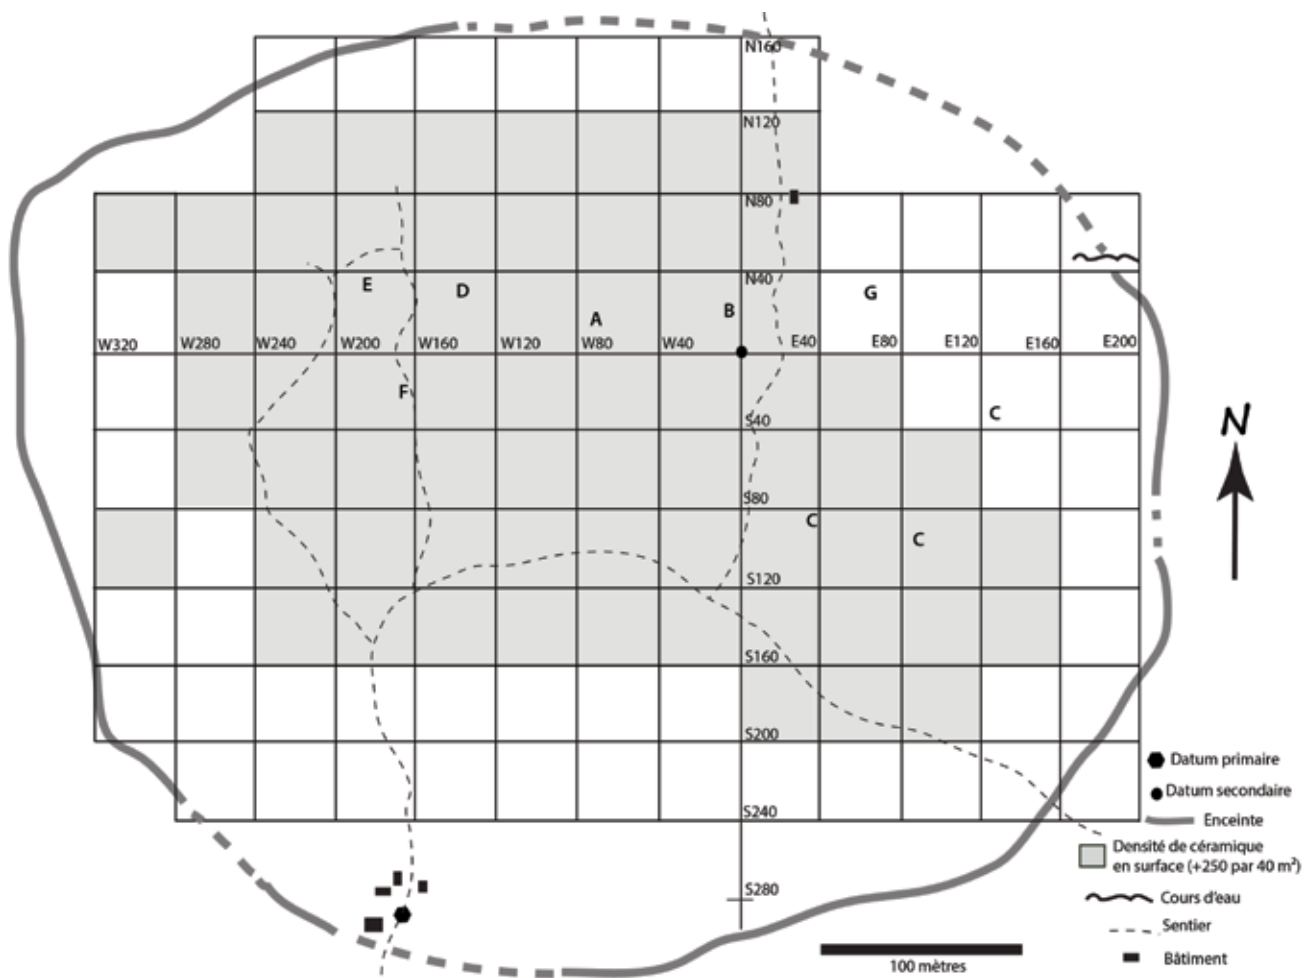 N160
N120
N80
N40
E
D
A
B
G
W320
W280
W240
W200
W160
W120
W80
W40
E40
E80
E120
E160
E200
F
C
S40
N
S80
C
C
S120
S160
S200
Datum primaire
Datum secondaire
S240
Enceinte
Densité de céramique
en surface (+250 par 40 m²)
S280
Cours d'eau
Sentier
Bâtiment
100 mètres